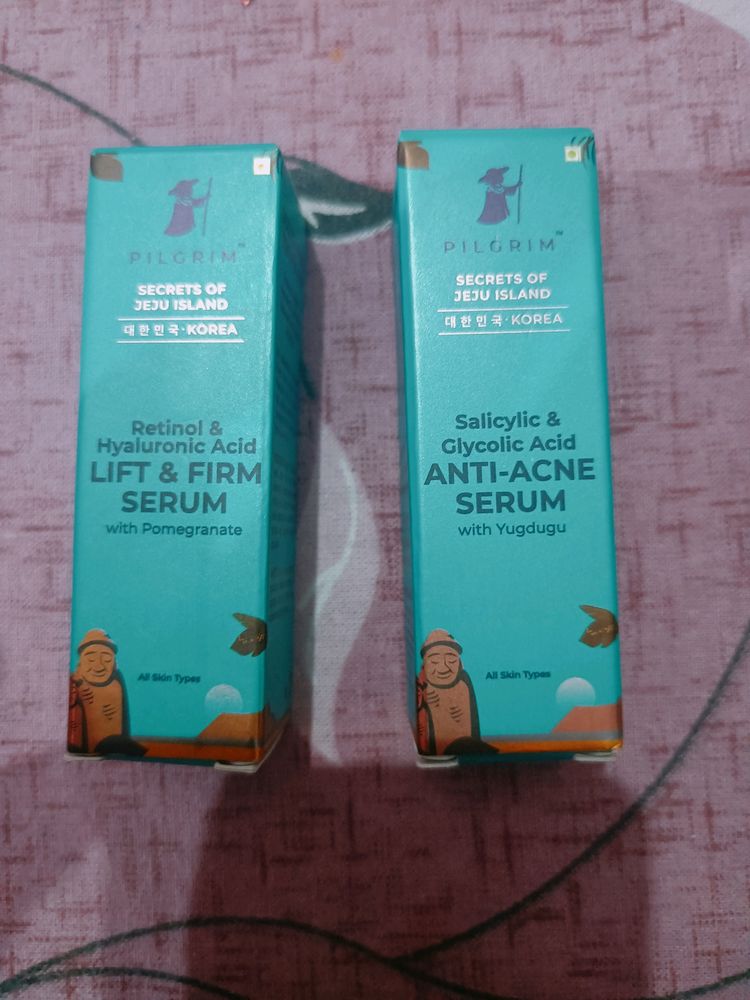 PILGRIM™
SECRETS OF
JEJU ISLAND
대한민국·KOREA
Retinol &
Hyaluronic Acid
LIFT & FIRM
SERUM
with Pomegranate
All Skin Types
PILGRIM™
SECRETS OF
JEJU ISLAND
대한민국·KOREA
Salicylic &
Glycolic Acid
ANTI-ACNE
SERUM
with Yugdugu
All Skin Types